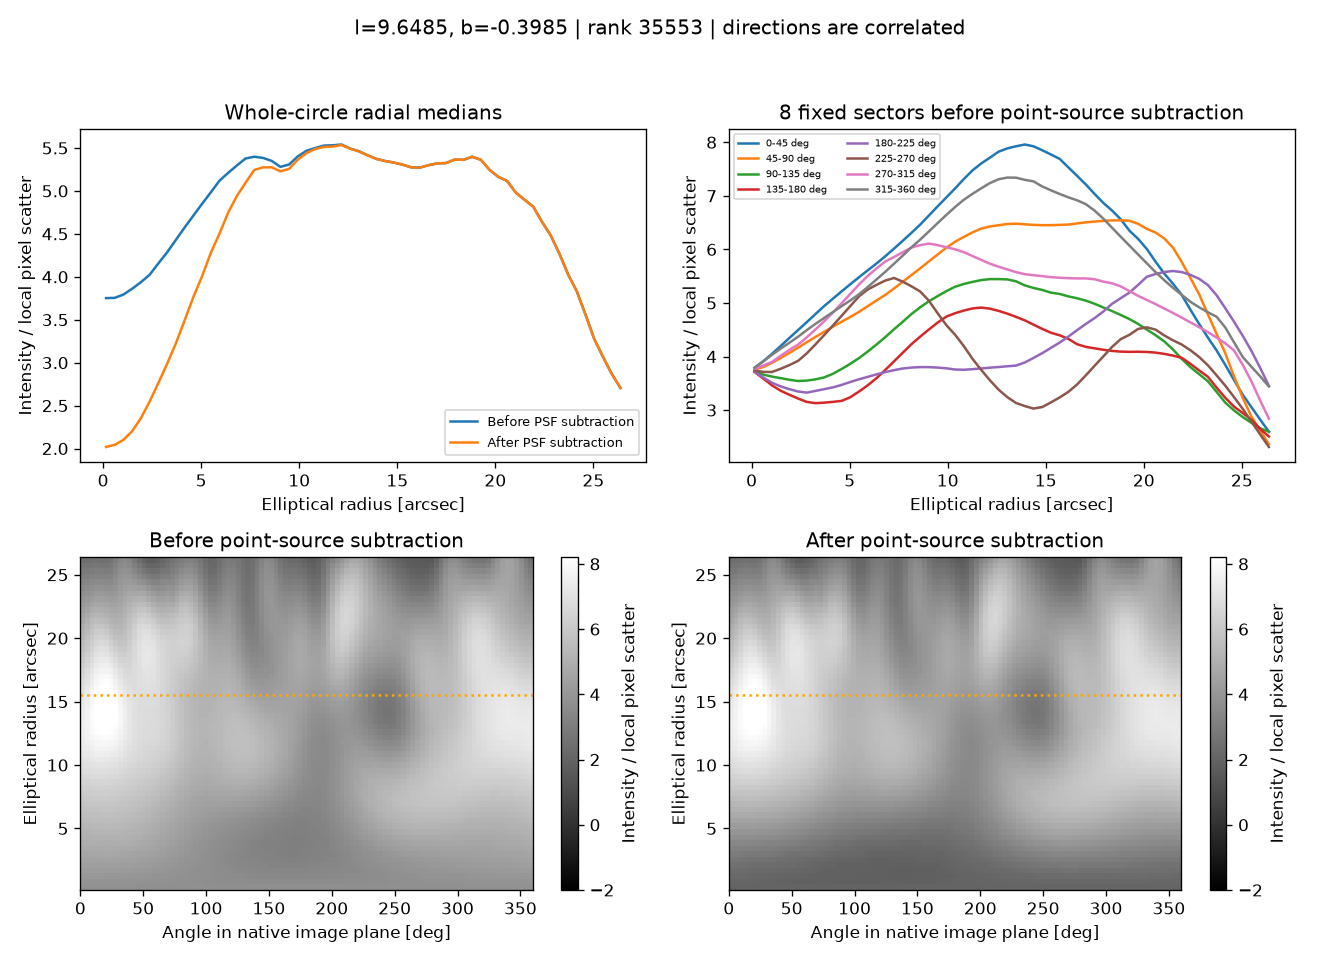 l=9.6485, b=-0.3985 | rank 35553 | directions are correlated
Whole-circle radial medians
Intensity / local pixel scatter
5.5
5.0
4.5
4.0
3.5
3.0
2.5
2.0
Before PSF subtraction
After PSF subtraction
0 5 10 15 20 25
Elliptical radius [arcsec]
8 fixed sectors before point-source subtraction
Intensity / local pixel scatter
8
7
6
5
4
3
0-45 deg
45-90 deg
90-135 deg
135-180 deg
180-225 deg
225-270 deg
270-315 deg
315-360 deg
0 5 10 15 20 25
Elliptical radius [arcsec]
Before point-source subtraction
Elliptical radius [arcsec]
25
20
15
10
5
0 50 100 150 200 250 300 350
Angle in native image plane [deg]
8
6
4
2
0
−2
Intensity / local pixel scatter
After point-source subtraction
Elliptical radius [arcsec]
25
20
15
10
5
0 50 100 150 200 250 300 350
Angle in native image plane [deg]
8
6
4
2
0
−2
Intensity / local pixel scatter